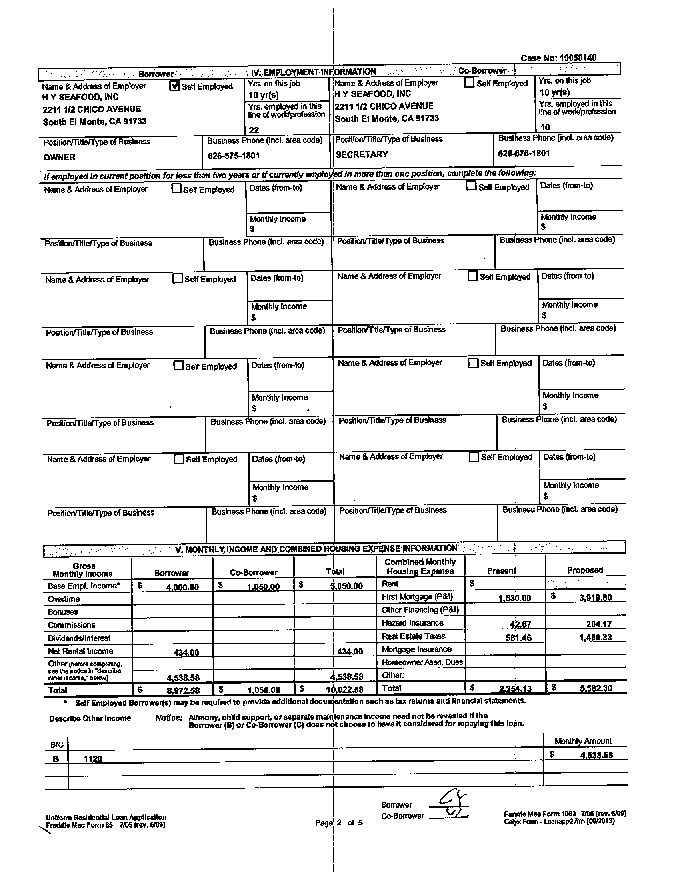 Case No: 10050140
Borrower IV. EMPLOYMENT INFORMATION Co-Borrower
Name & Address of Employer Self Employed Yrs. on this job Name & Address of Employer Self Employed Yrs. on this job
H Y SEAFOOD, INC 10 yr(s) H Y SEAFOOD, INC 10 yr(s)
2211 1/2 CHICO AVENUE Yrs. employed in this 2211 1/2 CHICO AVENUE Yrs. employed in this
South El Monte, CA 91733 line of work/profession South El Monte, CA 91733 line of work/profession
22 10
Position/Title/Type of Business Business Phone (incl. area code) Position/Title/Type of Business Business Phone (incl. area code)
OWNER 626-575-1801 SECRETARY 626-575-1801
If employed in current position for less than two years or if currently employed in more than one position, complete the following:
Name & Address of Employer Self Employed Dates (from-to) Name & Address of Employer Self Employed Dates (from-to)
Monthly Income Monthly Income
$ $
Position/Title/Type of Business Business Phone (incl. area code) Position/Title/Type of Business Business Phone (incl. area code)
Name & Address of Employer Self Employed Dates (from-to) Name & Address of Employer Self Employed Dates (from-to)
Monthly Income Monthly Income
$ $
Position/Title/Type of Business Business Phone (incl. area code) Position/Title/Type of Business Business Phone (incl. area code)
Name & Address of Employer Self Employed Dates (from-to) Name & Address of Employer Self Employed Dates (from-to)
Monthly Income Monthly Income
$ $
Position/Title/Type of Business Business Phone (incl. area code) Position/Title/Type of Business Business Phone (incl. area code)
Name & Address of Employer Self Employed Dates (from-to) Name & Address of Employer Self Employed Dates (from-to)
Monthly Income Monthly Income
$ $
Position/Title/Type of Business Business Phone (incl. area code) Position/Title/Type of Business Business Phone (incl. area code)
V. MONTHLY INCOME AND COMBINED HOUSING EXPENSE INFORMATION
Gross Monthly Income Borrower Co-Borrower Total Combined Monthly Housing Expense Present Proposed
Base Empl. Income* $ 4,000.00 $ 1,050.00 $ 5,050.00 Rent $
Overtime First Mortgage (P&I) 1,630.00 $
Bonuses Other Financing (P&I)
Commissions Hazard Insurance 42.67 204.17
Dividends/Interest Real Estate Taxes 581.46
Net Rental Income 434.00 434.00 Mortgage Insurance
Other (before completing, Homeowner Assn. Dues
see the notice in "describe
other income," below) 4,538.58 4,538.58 Other:
Total $ 8,972.58 $ 1,050.00 $ 10,022.58 Total $ 2,254.13 $ 5,582.30
* Self Employed Borrower(s) may be required to provide additional documentation such as tax returns and financial statements.
Describe Other Income Notice: Alimony, child support, or separate maintenance income need not be revealed if the
Borrower (B) or Co-Borrower (C) does not choose to have it considered for repaying this loan.
B/C Monthly Amount
B 1120 $ 4,538.58
Borrower
Co-Borrower
Uniform Residential Loan Application Fannie Mae Form 1003 7/05 (rev. 6/09)
Freddie Mac Form 65 7/05 (rev. 6/09) Page 2 of 5 Calyx Form - Loanapp2.frm (09/2013)